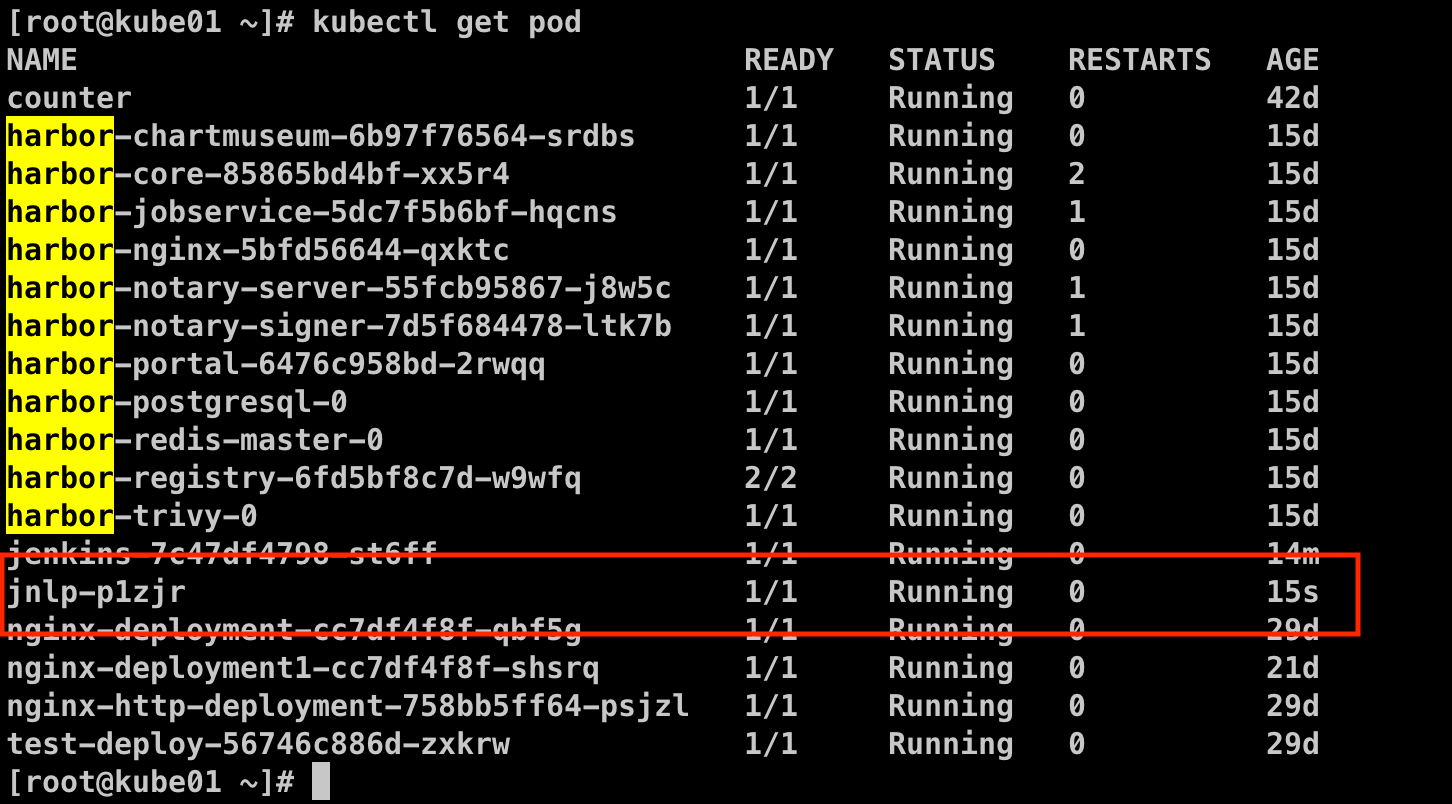 [root@kube01 ~]# kubectl get pod
NAME READY STATUS RESTARTS AGE
counter 1/1 Running 0 42d
harbor-chartmuseum-6b97f76564-srdbs 1/1 Running 0 15d
harbor-core-85865bd4bf-xx5r4 1/1 Running 2 15d
harbor-jobservice-5dc7f5b6bf-hqcns 1/1 Running 1 15d
harbor-nginx-5bfd56644-qxktc 1/1 Running 0 15d
harbor-notary-server-55fcb95867-j8w5c 1/1 Running 1 15d
harbor-notary-signer-7d5f684478-ltk7b 1/1 Running 1 15d
harbor-portal-6476c958bd-2rwqq 1/1 Running 0 15d
harbor-postgresql-0 1/1 Running 0 15d
harbor-redis-master-0 1/1 Running 0 15d
harbor-registry-6fd5bf8c7d-w9wfq 2/2 Running 0 15d
harbor-trivy-0 1/1 Running 0 15d
jenkins-7c47df4798-st6ff 1/1 Running 0 14m
jnlp-p1zjr 1/1 Running 0 15s
nginx-deployment-cc7df4f8f-qbf5g 1/1 Running 0 29d
nginx-deployment1-cc7df4f8f-shsrq 1/1 Running 0 21d
nginx-http-deployment-758bb5ff64-psjzl 1/1 Running 0 29d
test-deploy-56746c886d-zxkrw 1/1 Running 0 29d
[root@kube01 ~]#